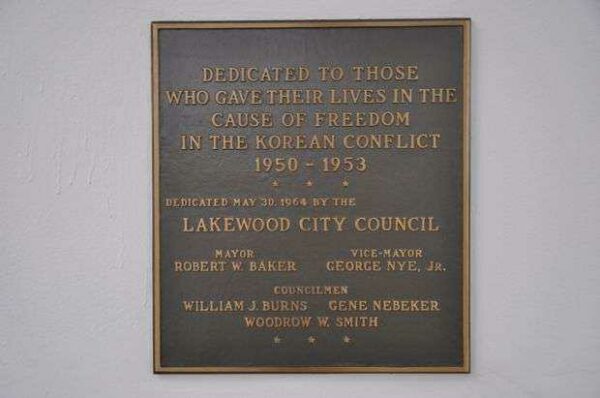 DEDICATED TO THOSE
WHO GAVE THEIR LIVES IN THE
CAUSE OF FREEDOM
IN THE KOREAN CONFLICT
1950 - 1953
* * *
DEDICATED MAY 30, 1964 BY THE
LAKEWOOD CITY COUNCIL
MAYOR VICE-MAYOR
ROBERT W. BAKER GEORGE NYE, JR.
COUNCILMEN
WILLIAM J. BURNS GENE NEBEKER
WOODROW W. SMITH
* * *